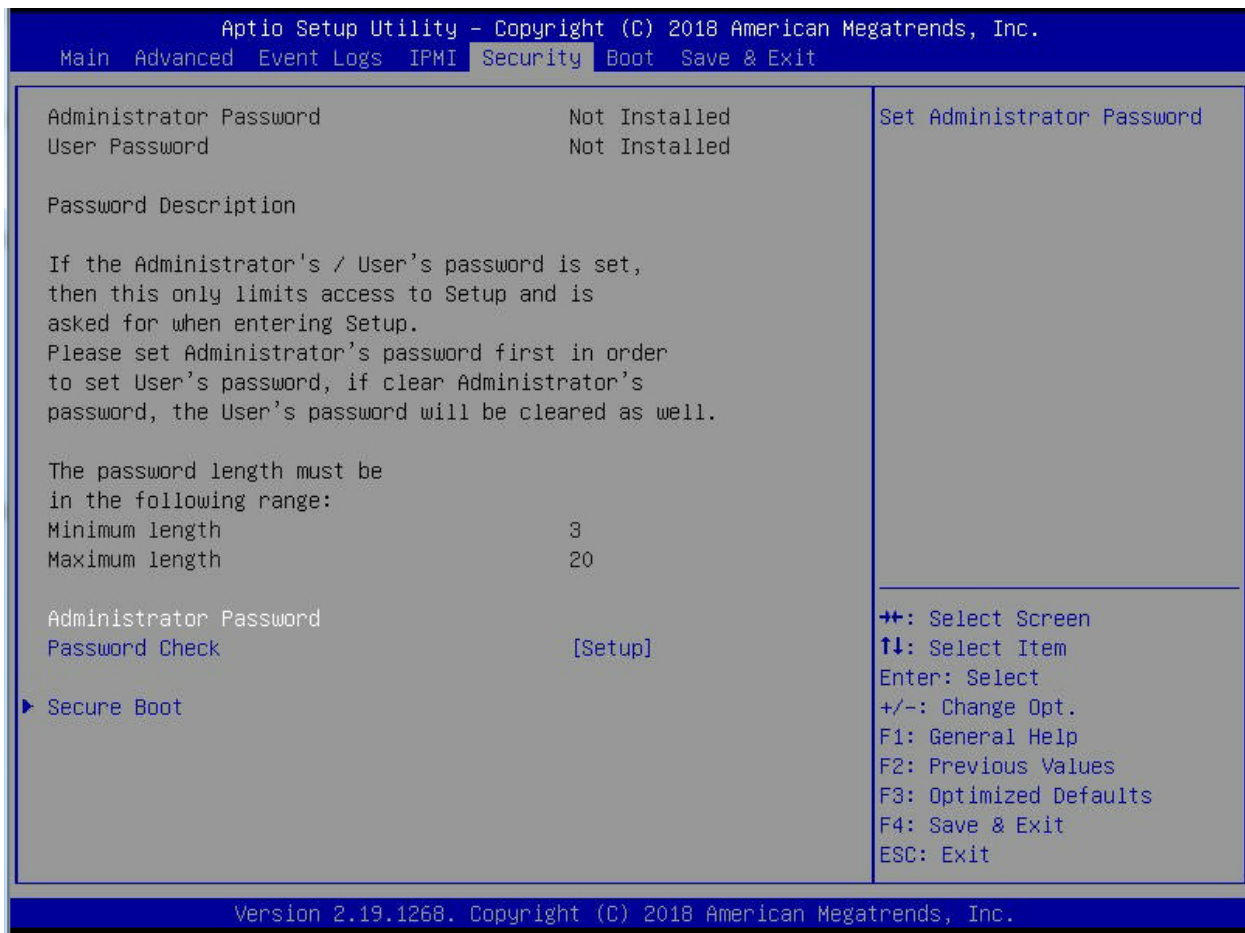 Aptio Setup Utility – Copyright (C) 2018 American Megatrends, Inc.
Main Advanced Event Logs IPMI Security Boot Save & Exit
Administrator Password Not Installed
User Password Not Installed
Password Description
If the Administrator's / User's password is set,
then this only limits access to Setup and is
asked for when entering Setup.
Please set Administrator's password first in order
to set User's password, if clear Administrator's
password, the User's password will be cleared as well.
The password length must be
in the following range:
Minimum length 3
Maximum length 20
Administrator Password
Password Check [Setup]
► Secure Boot
Set Administrator Password
→←: Select Screen
↑↓: Select Item
Enter: Select
+/-: Change Opt.
F1: General Help
F2: Previous Values
F3: Optimized Defaults
F4: Save & Exit
ESC: Exit
Version 2.19.1268. Copyright (C) 2018 American Megatrends, Inc.